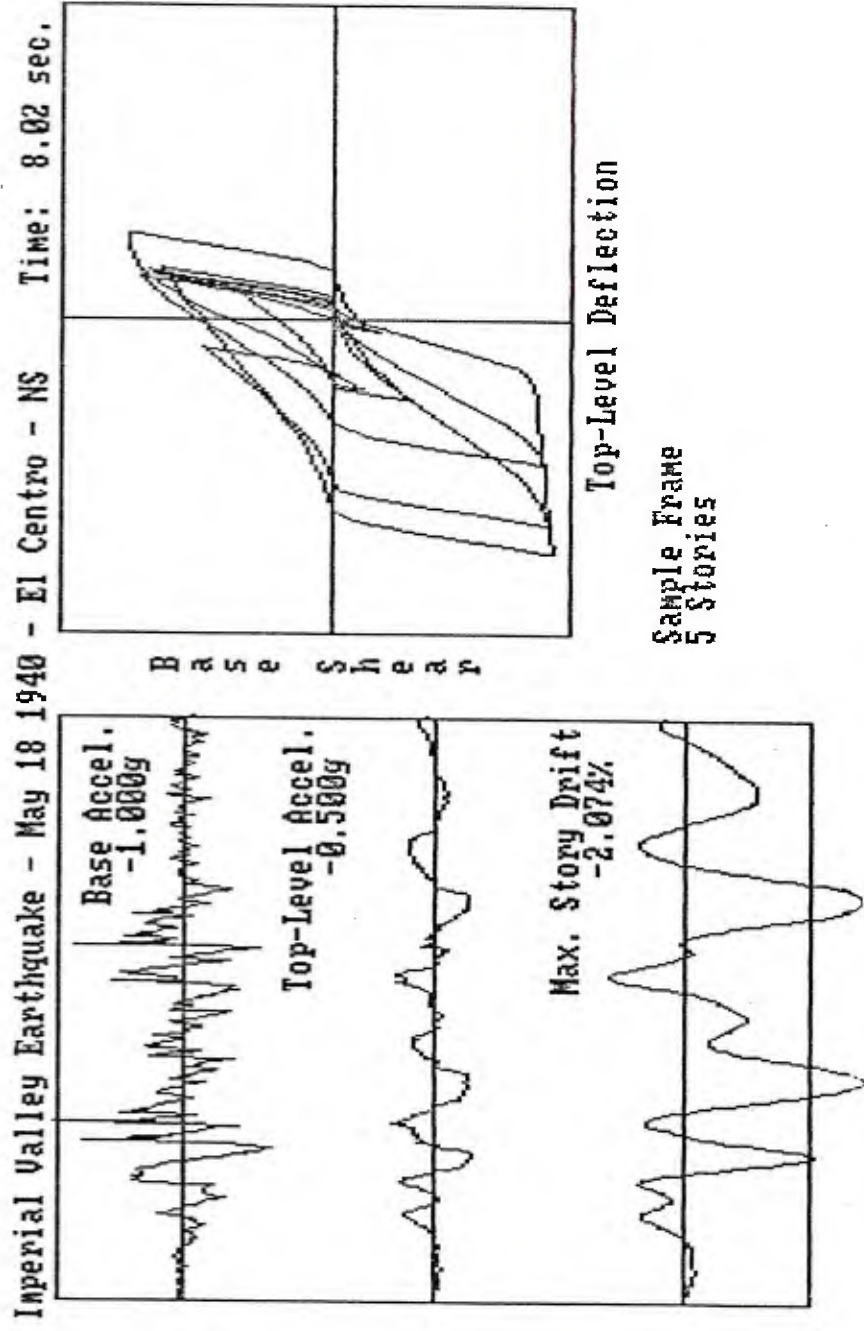 Imperial Valley Earthquake - May 18 1940 - El Centro - NS Time: 8.02 sec.
Base Accel.
-1.000g
Top-Level Accel.
-0.500g
Max. Story Drift
-2.074%
Base Shear
Top-Level Deflection
Sample Frame
5 Stories